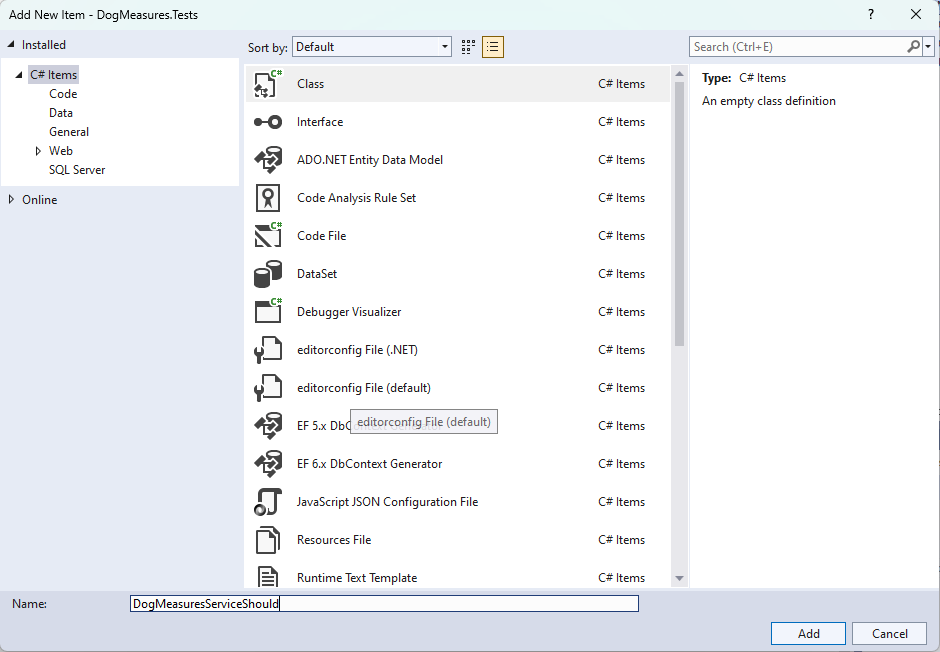 Add New Item - DogMeasures.Tests
?
Installed
Sort by: Default
Search (Ctrl+E)
C# Items
Code
Data
General
Web
SQL Server
Online
C# Class C# Items
Interface C# Items
ADO.NET Entity Data Model C# Items
Code Analysis Rule Set C# Items
C# Code File C# Items
DataSet C# Items
C# Debugger Visualizer C# Items
editorconfig File (.NET) C# Items
editorconfig File (default) C# Items
EF 5.x DbC C# Items
editorconfig File (default)
EF 6.x DbContext Generator C# Items
JavaScript JSON Configuration File C# Items
Resources File C# Items
Runtime Text Template C# Items
Type: C# Items
An empty class definition
Name: DogMeasuresServiceShould
Add Cancel